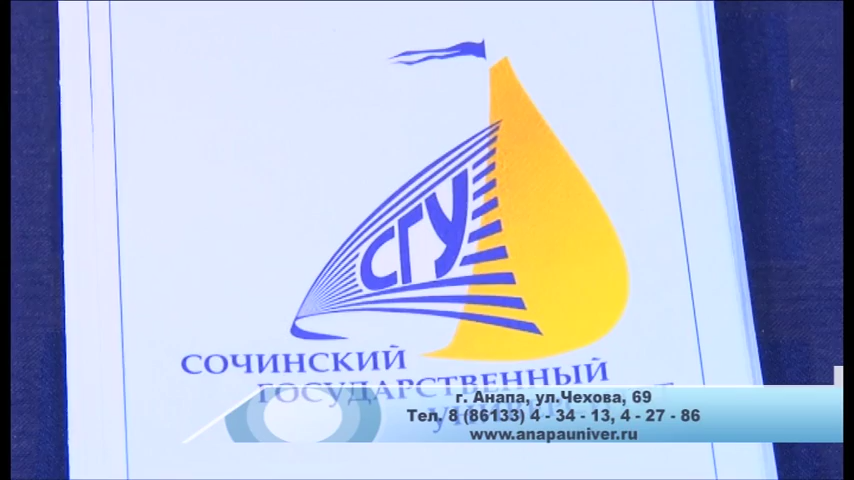 СГУ
СОЧИНСКИЙ
ГОСУДАРСТВЕННЫЙ
г. Анапа, ул.Чехова, 69
Тел. 8 (86133) 4 - 34 - 13, 4 - 27 - 86
www.anapauniver.ru